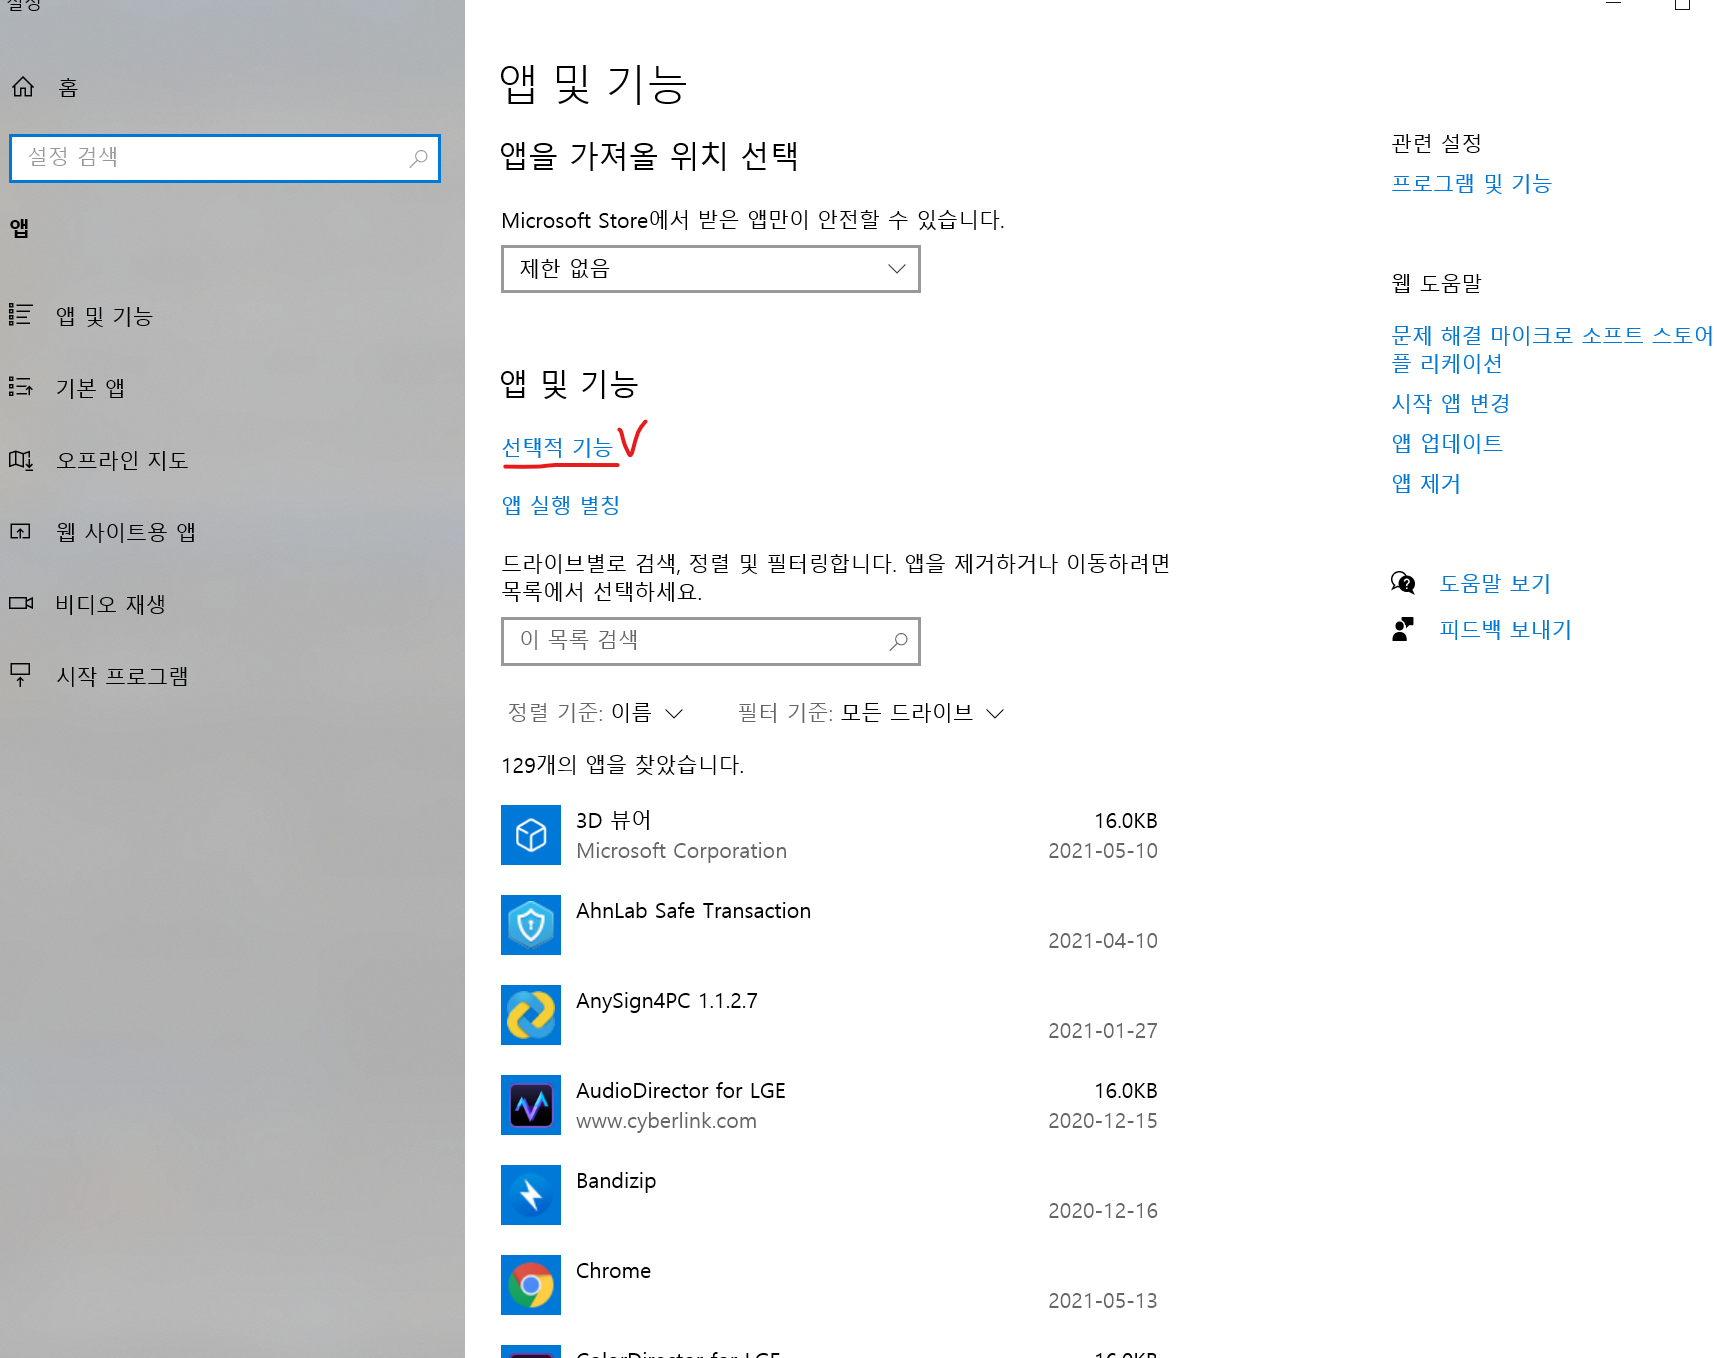 설정
홈
설정 검색
앱
앱 및 기능
기본 앱
오프라인 지도
웹 사이트용 앱
비디오 재생
시작 프로그램
앱 및 기능
앱을 가져올 위치 선택
Microsoft Store에서 받은 앱만이 안전할 수 있습니다.
제한 없음
앱 및 기능
선택적 기능
앱 실행 별칭
드라이브별로 검색, 정렬 및 필터링합니다. 앱을 제거하거나 이동하려면
목록에서 선택하세요.
이 목록 검색
정렬 기준: 이름 필터 기준: 모든 드라이브
129개의 앱을 찾았습니다.
3D 뷰어 16.0KB
Microsoft Corporation 2021-05-10
AhnLab Safe Transaction
2021-04-10
AnySign4PC 1.1.2.7
2021-01-27
AudioDirector for LGE 16.0KB
www.cyberlink.com 2020-12-15
Bandizip
2020-12-16
Chrome
2021-05-13
ColorDirector for LGE 16.0KB
관련 설정
프로그램 및 기능
웹 도움말
문제 해결 마이크로 소프트 스토어
플 리케이션
시작 앱 변경
앱 업데이트
앱 제거
도움말 보기
피드백 보내기